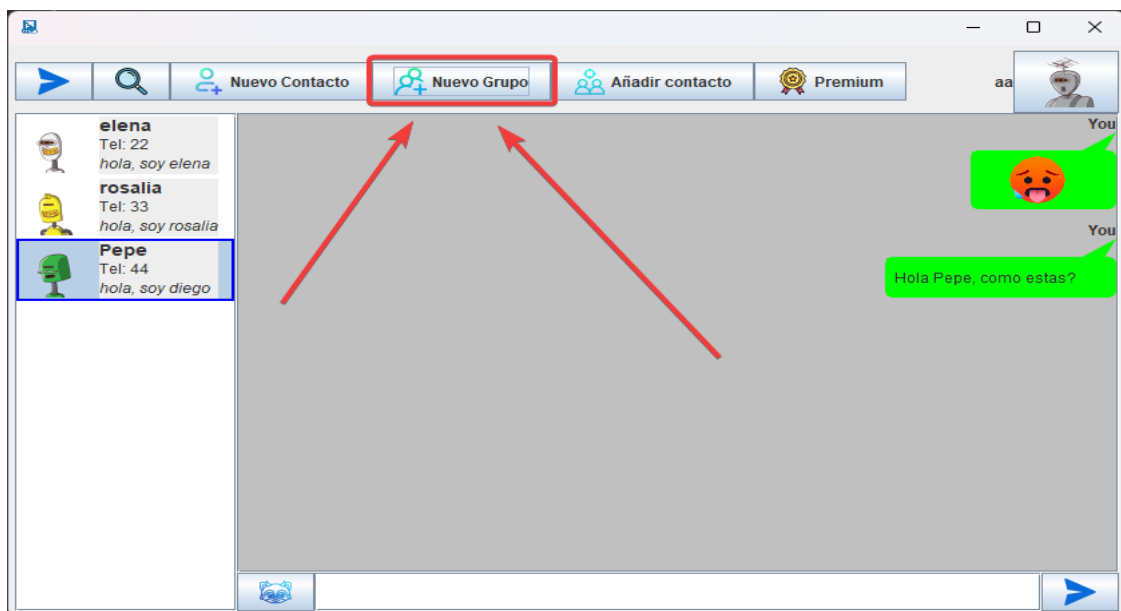 Nuevo Contacto
Nuevo Grupo
Añadir contacto
Premium
aa
elena
Tel: 22
hola, soy elena
rosalia
Tel: 33
hola, soy rosalia
Pepe
Tel: 44
hola, soy diego
You
You
Hola Pepe, como estas?